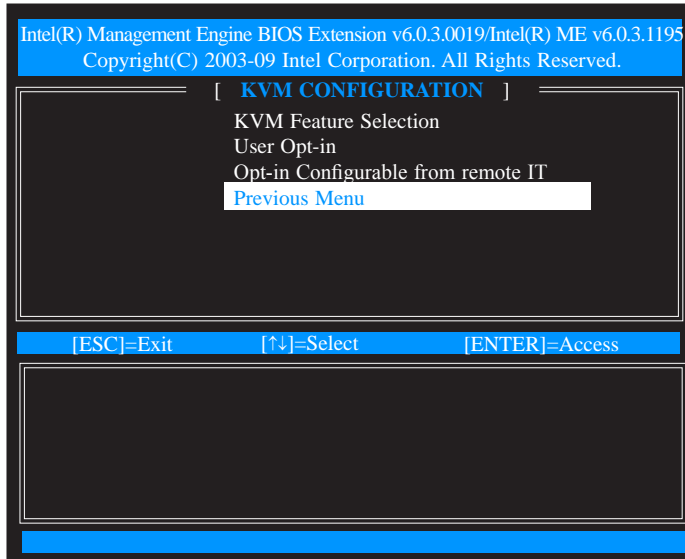 Intel(R) Management Engine BIOS Extension v6.0.3.0019/Intel(R) ME v6.0.3.1195
Copyright(C) 2003-09 Intel Corporation. All Rights Reserved.
[ KVM CONFIGURATION ]
KVM Feature Selection
User Opt-in
Opt-in Configurable from remote IT
Previous Menu
[ESC]=Exit [↑↓]=Select [ENTER]=Access